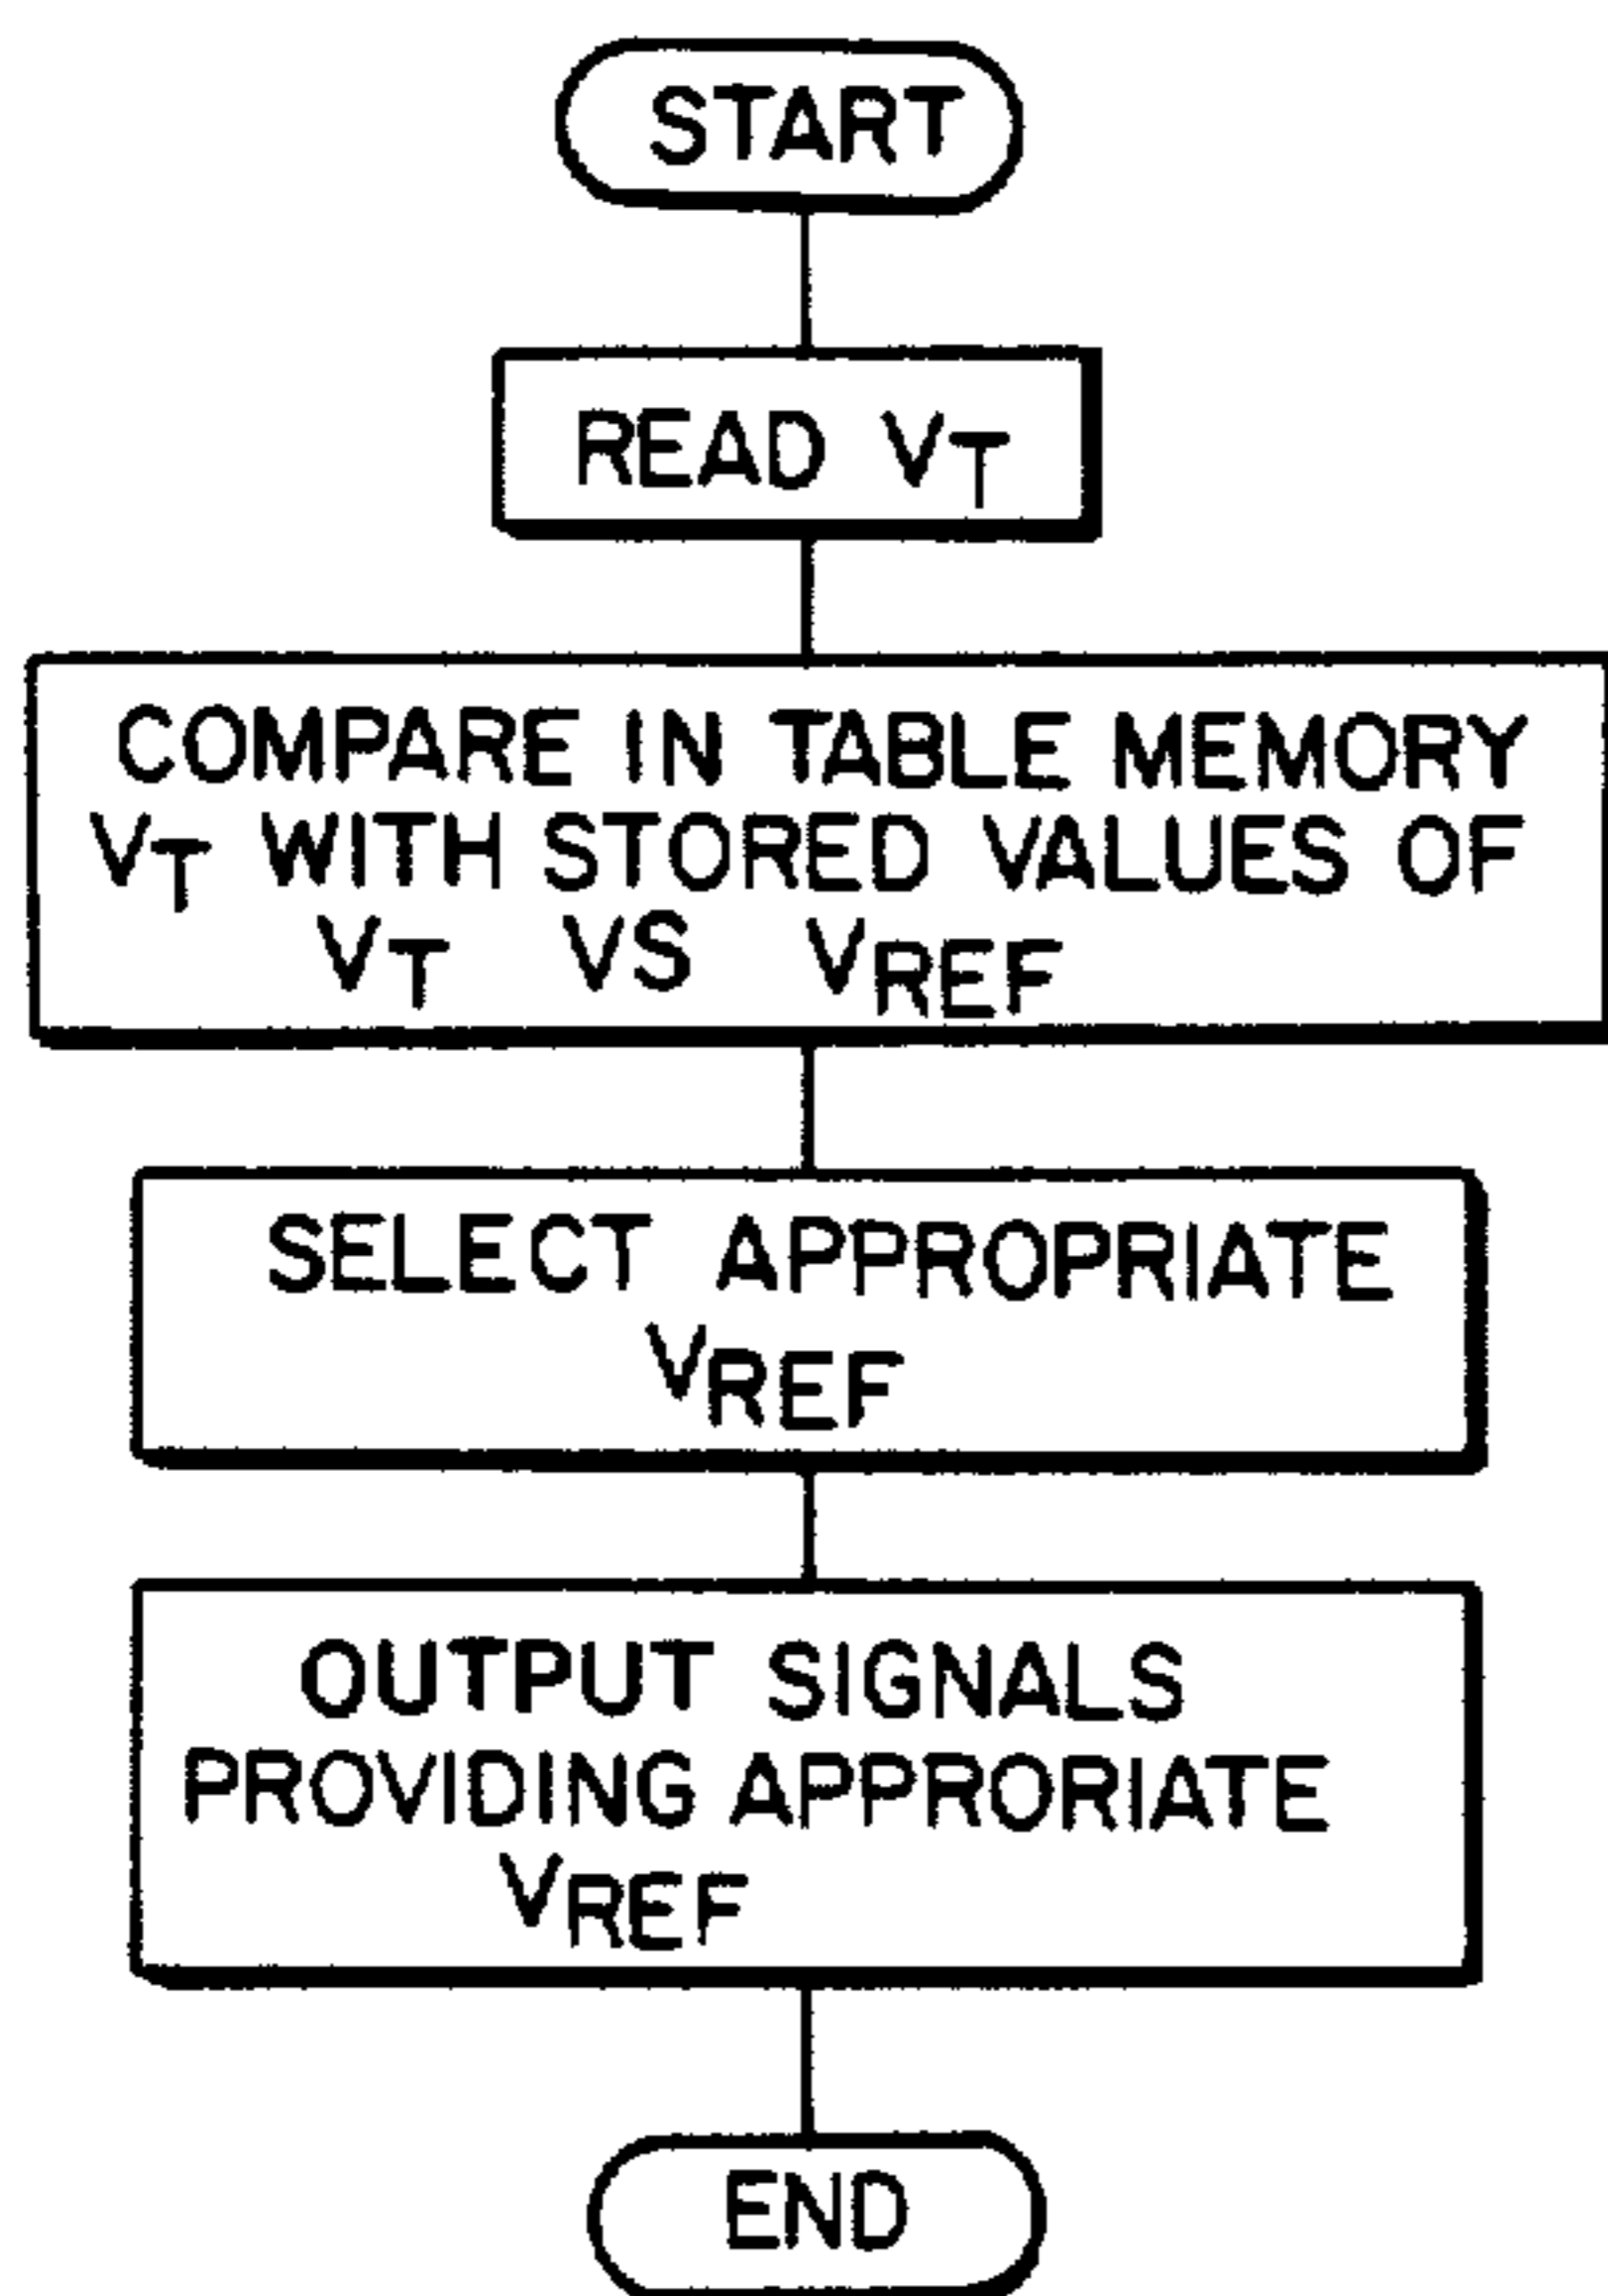 START
READ VT
COMPARE IN TABLE MEMORY
VT WITH STORED VALUES OF
VT VS VREF
SELECT APPROPRIATE
VREF
OUTPUT SIGNALS
PROVIDING APPRORIATE
VREF
END